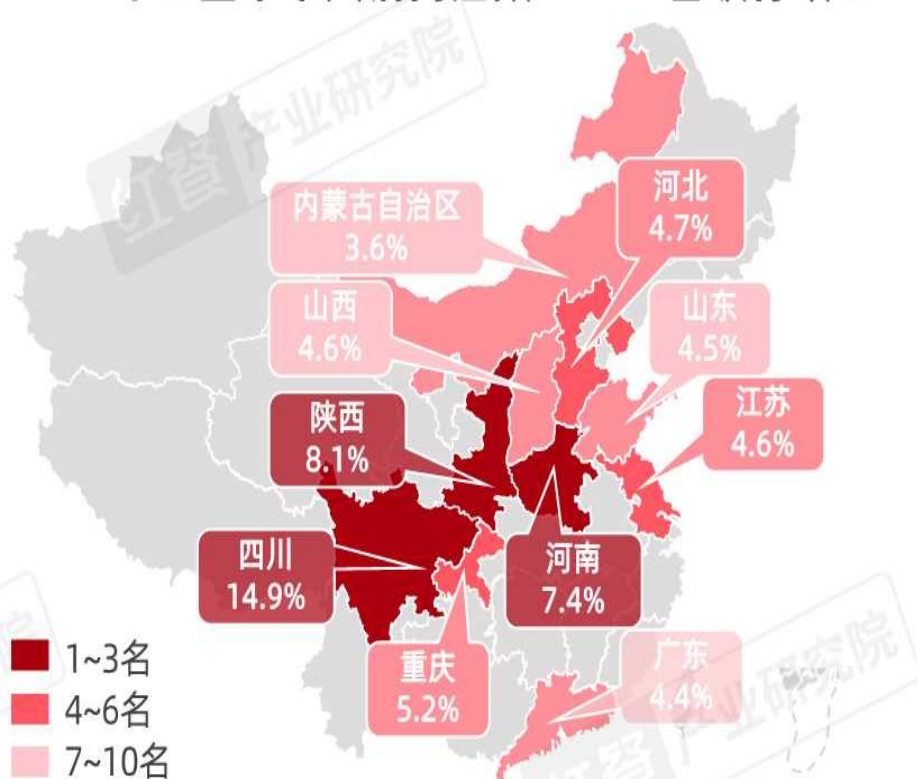 红餐产业研究院
内蒙古自治区
3.6%
河北
4.7%
山西
4.6%
山东
4.5%
陕西
8.1%
江苏
4.6%
四川
14.9%
河南
7.4%
重庆
5.2%
广东
4.4%
1~3名
4~6名
7~10名
产业研究院